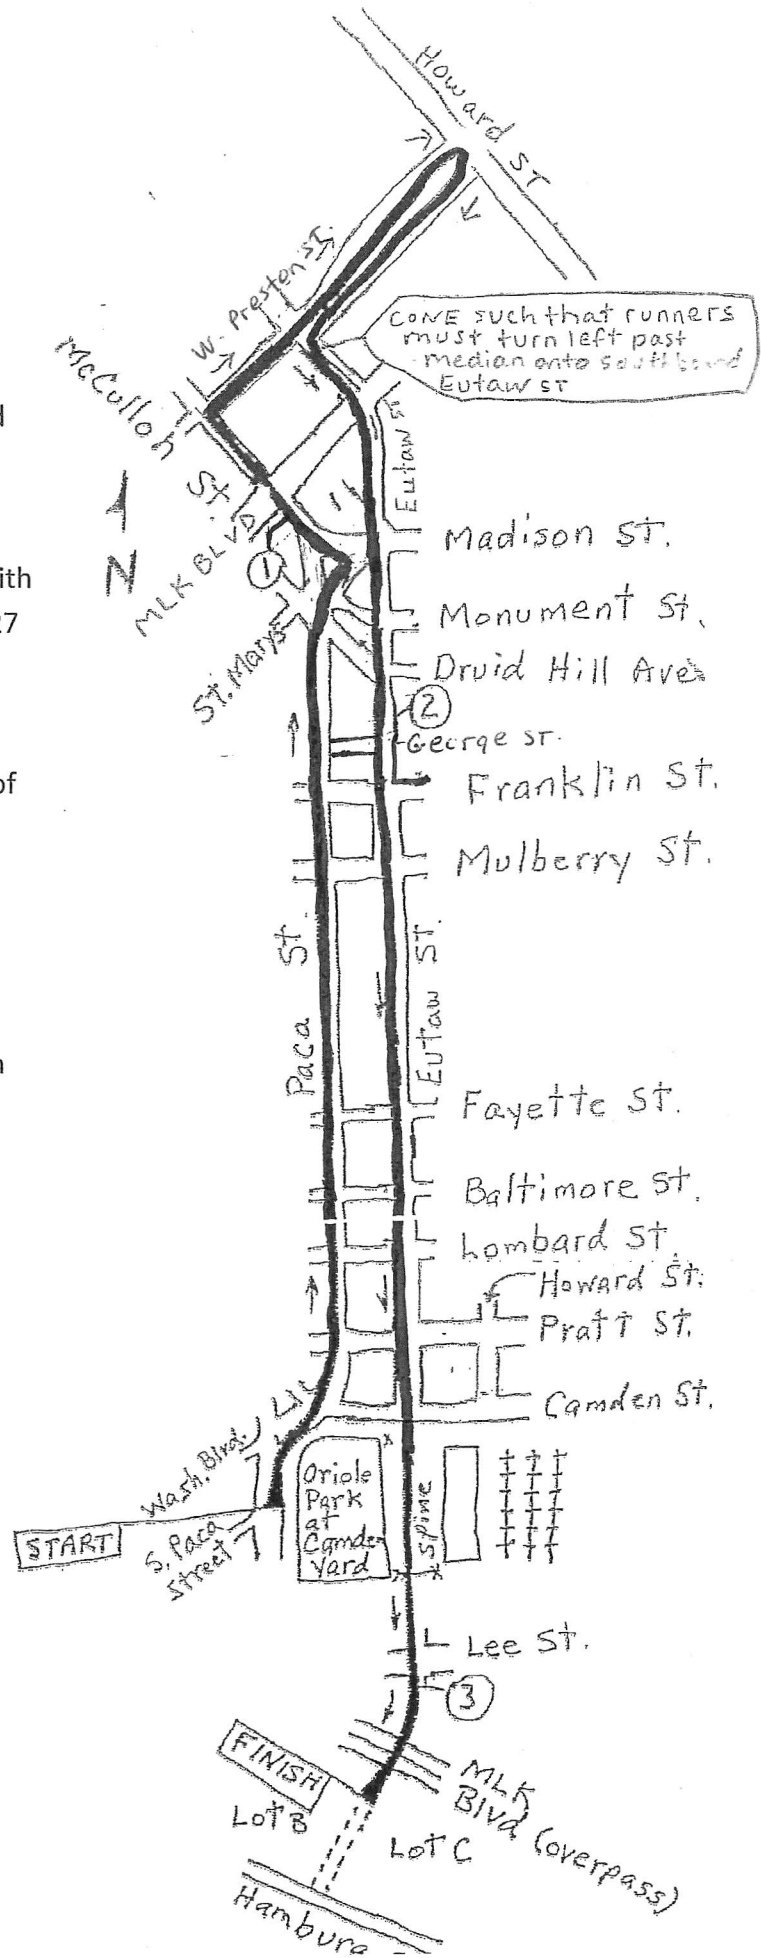 Howard ST
W. Preston ST.
CONE such that runners
must turn left past
median onto southbound
Eutaw ST
McCulloh
St
Eutaw St
MLK BLVD
N
1
Madison St.
ith
Monument St.
27
St. Marys
Druid Hill Ave
2
George ST.
of
Franklin St.
Mulberry St.
Paca St.
Eutaw St.
Fayette St.
Baltimore St.
Lombard St.
Howard St.
Pratt St.
Camden St.
Wash. Blvd.
Oriole
Park
at
Camden
Yard
Spine
START
S. Paca
Street
Lee St.
3
FINISH
MLK
Blvd (overpass)
Lot B
Lot C
Hamburg